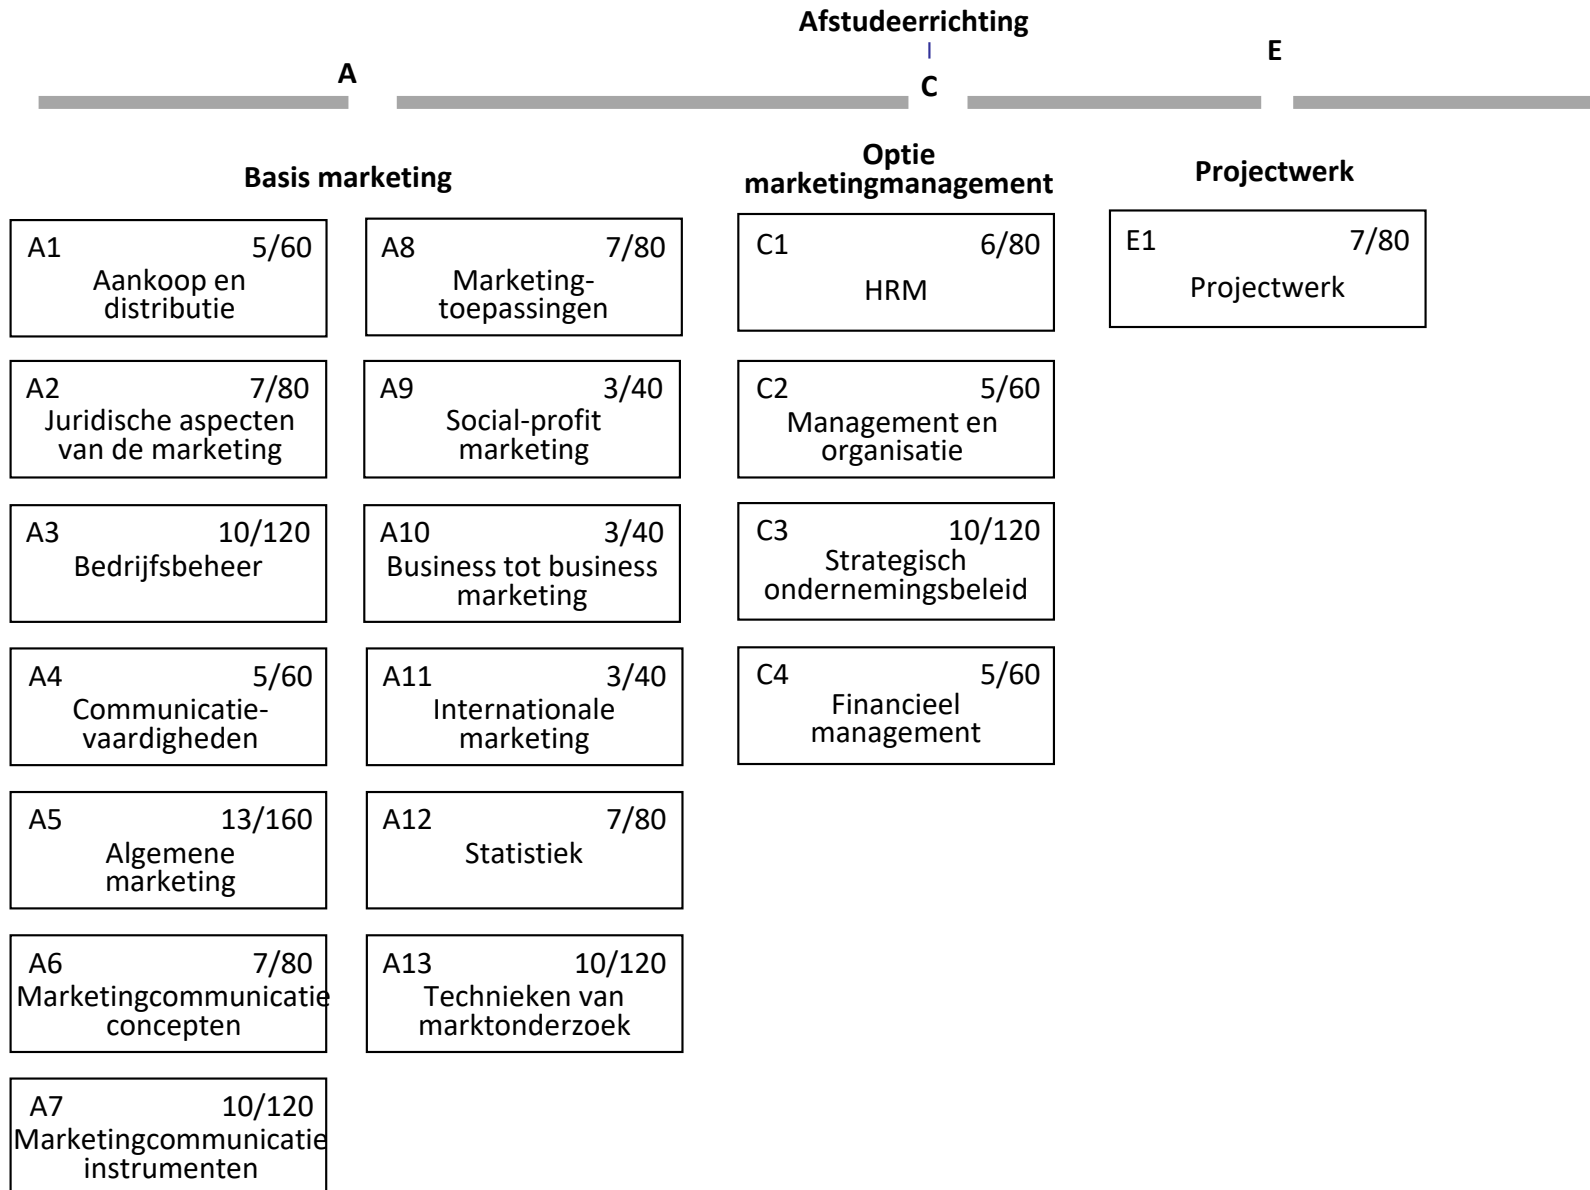 Afstudeerrichting
A
C
E
Basis marketing
Optie
marketingmanagement
Projectwerk
A1 5/60
Aankoop en
distributie
A2 7/80
Juridische aspecten
van de marketing
A3 10/120
Bedrijfsbeheer
A4 5/60
Communicatie-
vaardigheden
A5 13/160
Algemene
marketing
A6 7/80
Marketingcommunicatie
concepten
A7 10/120
Marketingcommunicatie
instrumenten
A8 7/80
Marketing-
toepassingen
A9 3/40
Social-profit
marketing
A10 3/40
Business tot business
marketing
A11 3/40
Internationale
marketing
A12 7/80
Statistiek
A13 10/120
Technieken van
marktonderzoek
C1 6/80
HRM
C2 5/60
Management en
organisatie
C3 10/120
Strategisch
ondernemingsbeleid
C4 5/60
Financieel
management
E1 7/80
Projectwerk